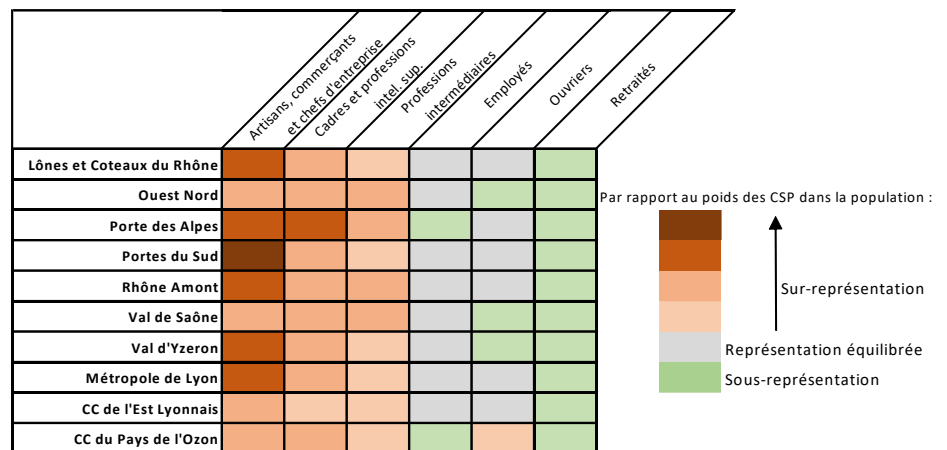 Artisans, commerçants
et chefs d'entreprise
Cadres et professions
intel. sup.
Professions
intermédiaires
Employés
Ouvriers
Retraités
Lônes et Coteaux du Rhône
Ouest Nord
Porte des Alpes
Portes du Sud
Rhône Amont
Val de Saône
Val d'Yzeron
Métropole de Lyon
CC de l'Est Lyonnais
CC du Pays de l'Ozon
Par rapport au poids des CSP dans la population :
Sur-représentation
Représentation équilibrée
Sous-représentation